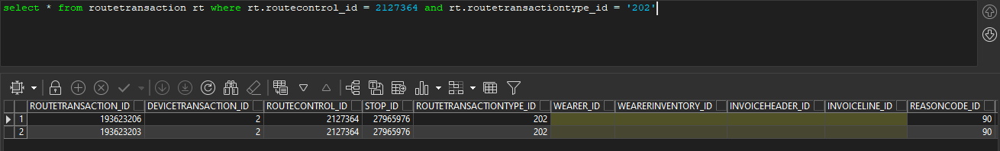 select * from routetransaction rt where rt.routecontrol_id = 2127364 and rt.routetransactiontype_id = '202'
ROUTETRANSACTION_ID DEVICETRANSACTION_ID ROUTECONTROL_ID STOP_ID ROUTETRANSACTIONTYPE_ID WEARER_ID WEARERINVENTORY_ID INVOICEHEADER_ID INVOICELINE_ID REASONCODE_ID
1 193623206 2 2127364 27965976 202 90
2 193623203 2 2127364 27965976 202 90